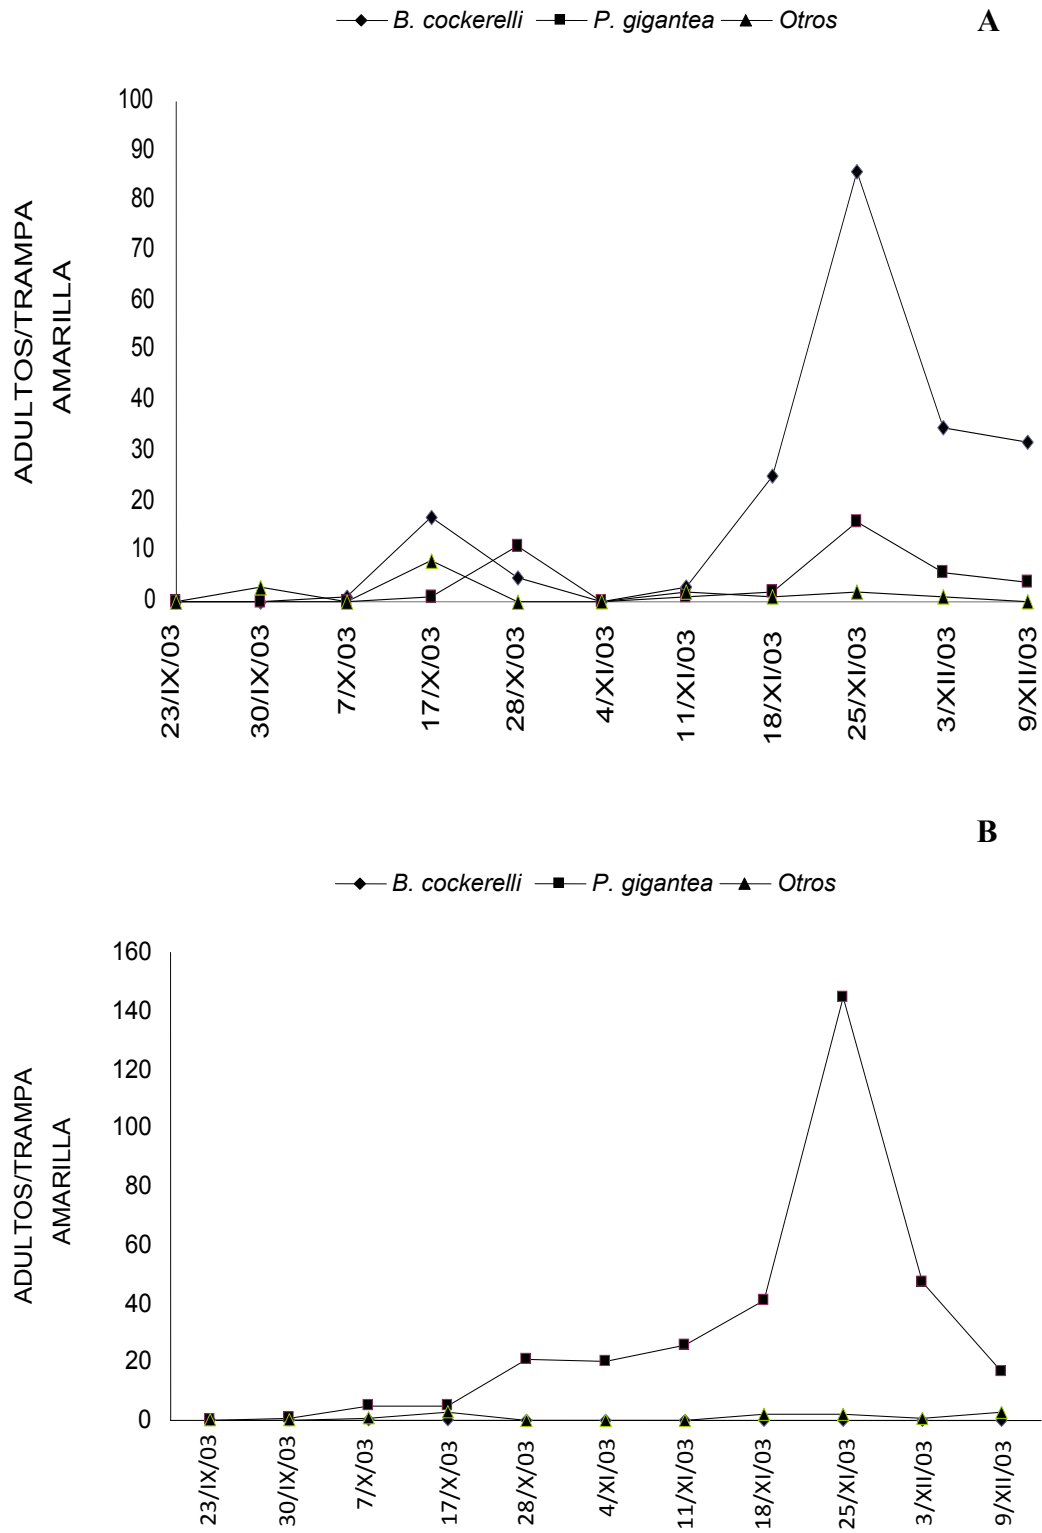 B. cockerelli P. gigantea Otros
A
100
90
80
70
60
50
40
30
20
10
0
ADULTOS/TRAMPA
AMARILLA
23/IX/03
30/IX/03
7/X/03
17/X/03
28/X/03
4/XI/03
11/XI/03
18/XI/03
25/XI/03
3/XII/03
9/XII/03
B
B. cockerelli P. gigantea Otros
160
140
120
100
80
60
40
20
0
ADULTOS/TRAMPA
AMARILLA
23/IX/03
30/IX/03
7/X/03
17/X/03
28/X/03
4/XI/03
11/XI/03
18/XI/03
25/XI/03
3/XII/03
9/XII/03